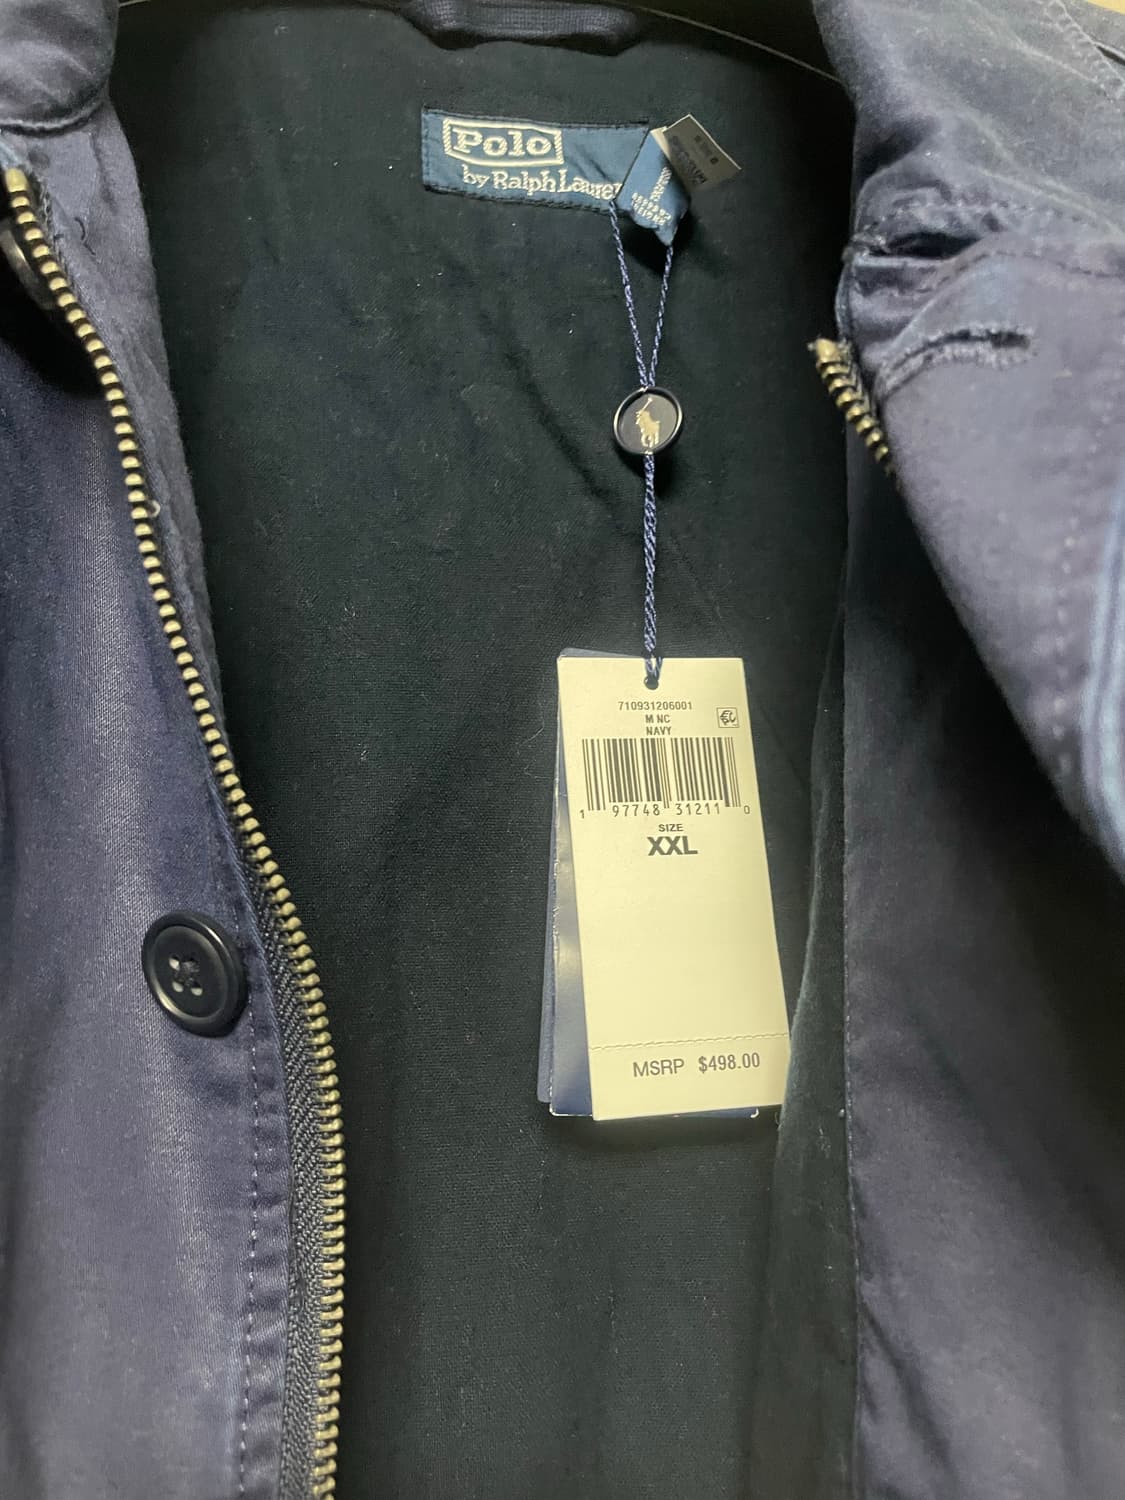 Polo
by Ralph Lauren
710931206001
M NC
NAVY
1 97748 31211 0
SIZE
XXL
MSRP $498.00